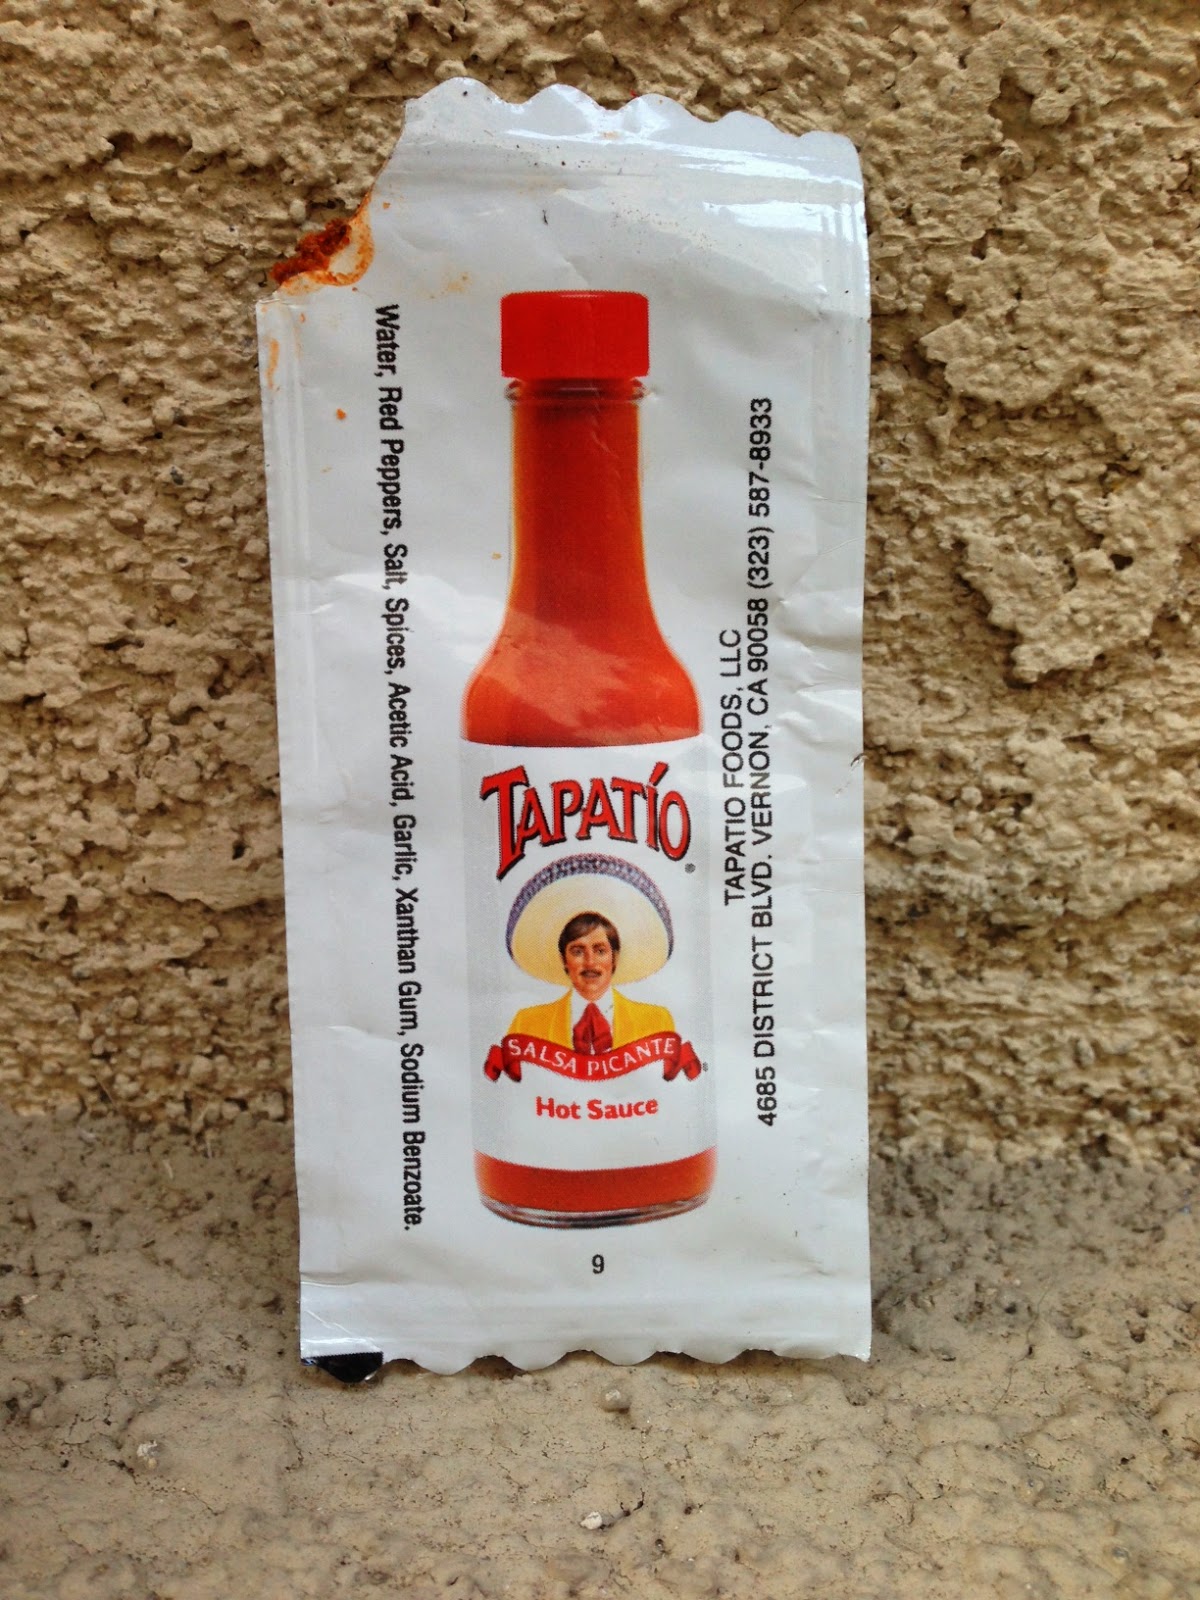 Water, Red Peppers, Salt, Spices, Acetic Acid, Garlic, Xanthan Gum, Sodium Benzoate.
TAPATÍO®
SALSA PICANTE®
Hot Sauce
9
TAPATIO FOODS, LLC
4685 DISTRICT BLVD. VERNON, CA 90058 (323) 587-8933